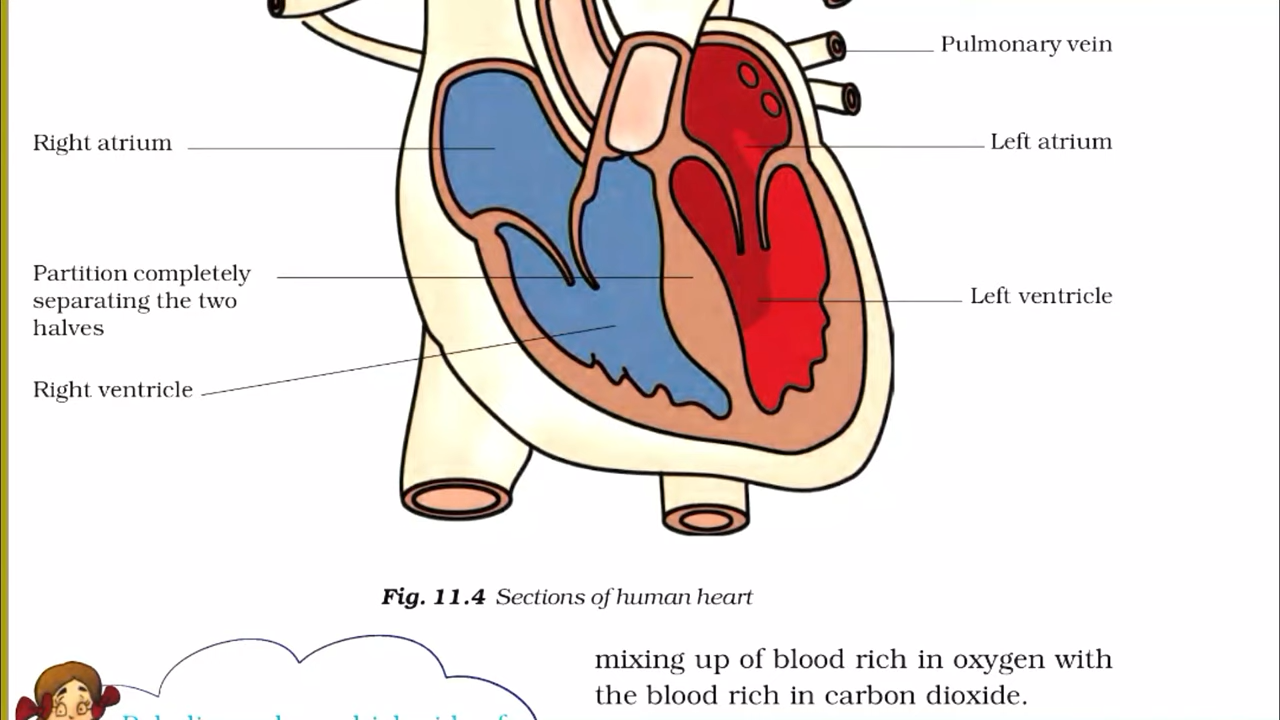 Pulmonary vein
Right atrium
Left atrium
Partition completely
separating the two
halves
Left ventricle
Right ventricle
Fig. 11.4 Sections of human heart
mixing up of blood rich in oxygen with
the blood rich in carbon dioxide.